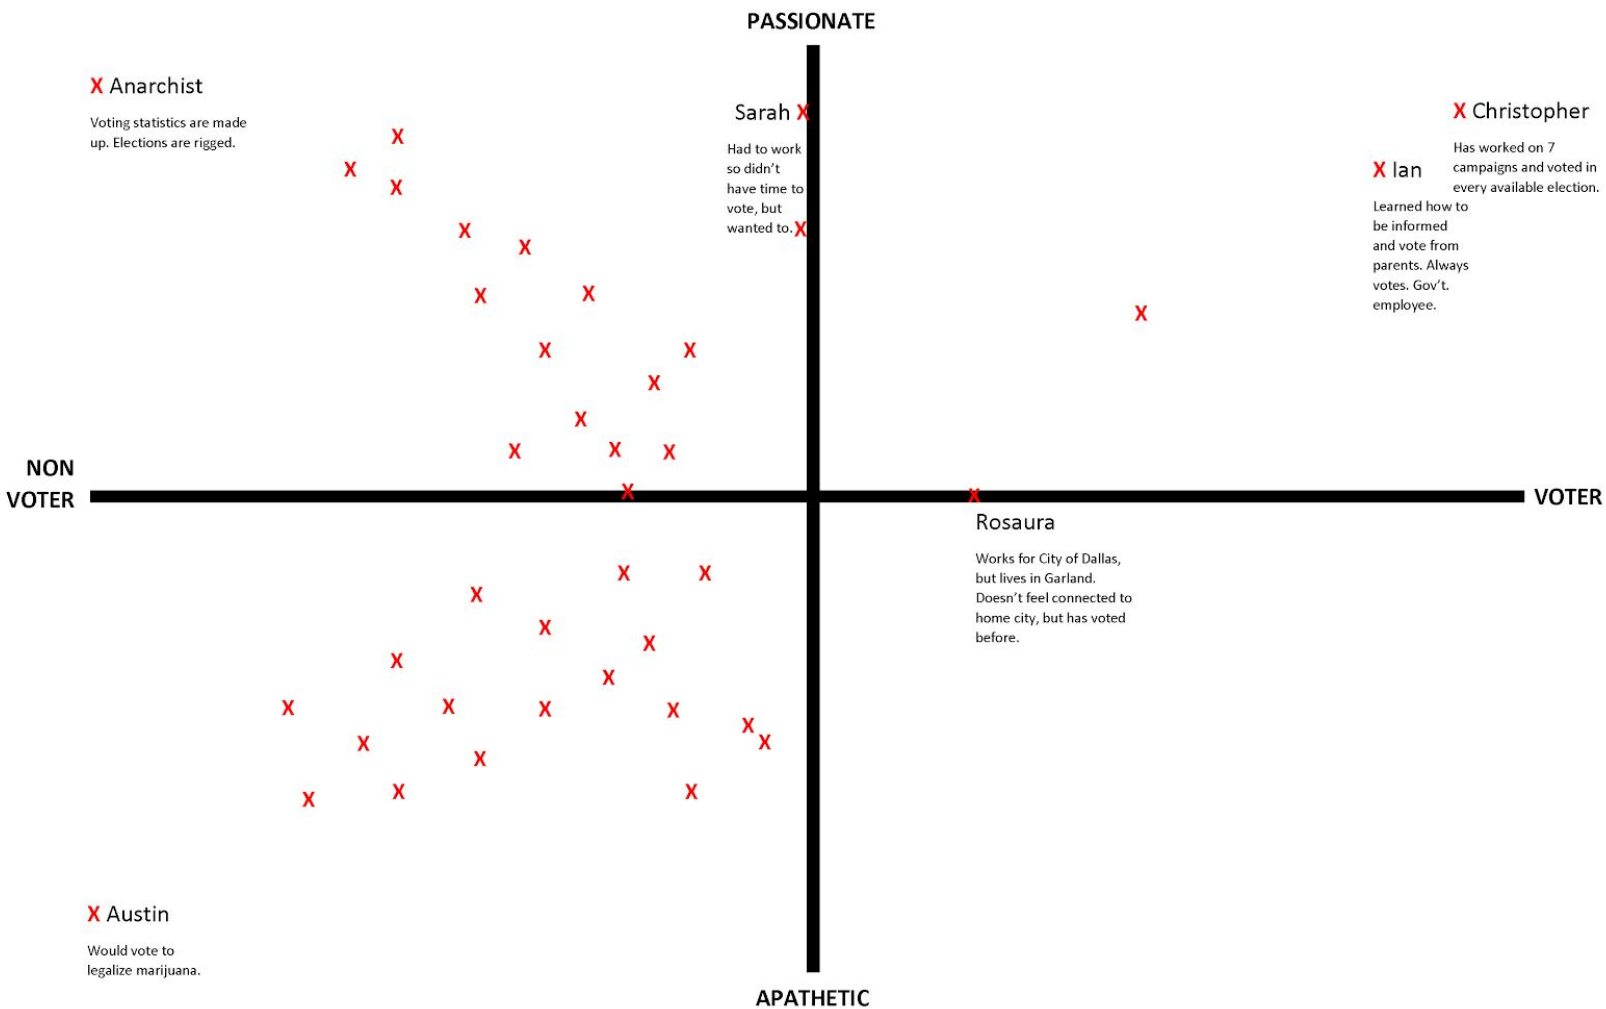 PASSIONATE
X Anarchist
Voting statistics are made
up. Elections are rigged.
Sarah X
Had to work
so didn't
have time to
vote, but
wanted to. X
X Christopher
Has worked on 7
campaigns and voted in
every available election.
X Ian
Learned how to
be informed
and vote from
parents. Always
votes. Gov't.
employee.
NON
VOTER
VOTER
Rosaura
Works for City of Dallas,
but lives in Garland.
Doesn't feel connected to
home city, but has voted
before.
X Austin
Would vote to
legalize marijuana.
APATHETIC